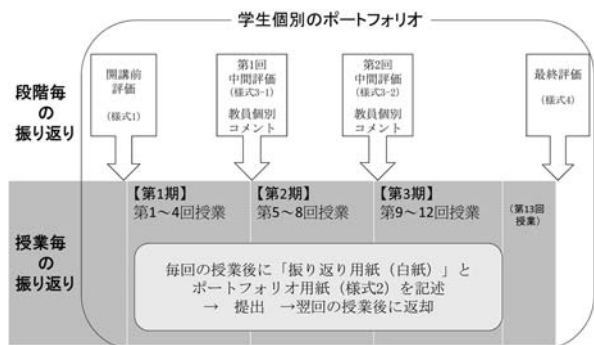 学生個別のポートフォリオ
段階毎
の
振り返り
開講前
評価
(様式1)
第1回
中間評価
(様式3-1)
教員個別
コメント
第2回
中間評価
(様式3-2)
教員個別
コメント
最終評価
(様式4)
授業毎
の
振り返り
【第1期】
第1～4回授業
【第2期】
第5～8回授業
【第3期】
第9～12回授業
(第13回
授業)
毎回の授業後に「振り返り用紙（白紙）」と
ポートフォリオ用紙（様式2）を記述
→ 提出 →翌回の授業後に返却